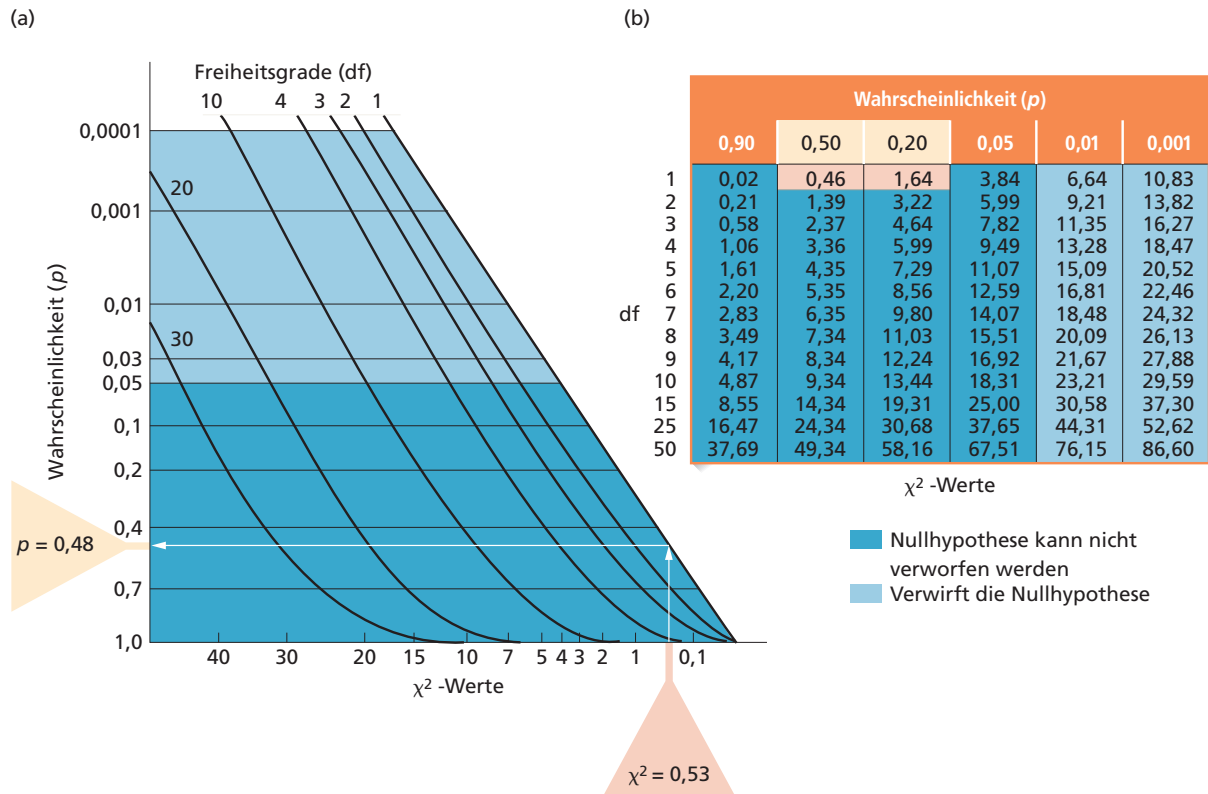 (a)
Freiheitsgrade (df)
10 4 3 2 1
0,0001
20
0,001
0,01
30
0,03
0,05
0,1
0,2
0,4
0,7
1,0
Wahrscheinlichkeit (p)
p = 0,48
40 30 20 15 10 7 5 4 3 2 1 0,1
χ² -Werte
χ² = 0,53
(b)
Wahrscheinlichkeit (p)
0,90 0,50 0,20 0,05 0,01 0,001
1 0,02 0,46 1,64 3,84 6,64 10,83
2 0,21 1,39 3,22 5,99 9,21 13,82
3 0,58 2,37 4,64 7,82 11,35 16,27
4 1,06 3,36 5,99 9,49 13,28 18,47
5 1,61 4,35 7,29 11,07 15,09 20,52
6 2,20 5,35 8,56 12,59 16,81 22,46
df 7 2,83 6,35 9,80 14,07 18,48 24,32
8 3,49 7,34 11,03 15,51 20,09 26,13
9 4,17 8,34 12,24 16,92 21,67 27,88
10 4,87 9,34 13,44 18,31 23,21 29,59
15 8,55 14,34 19,31 25,00 30,58 37,30
25 16,47 24,34 30,68 37,65 44,31 52,62
50 37,69 49,34 58,16 67,51 76,15 86,60
χ² -Werte
Nullhypothese kann nicht
verworfen werden
Verwirft die Nullhypothese